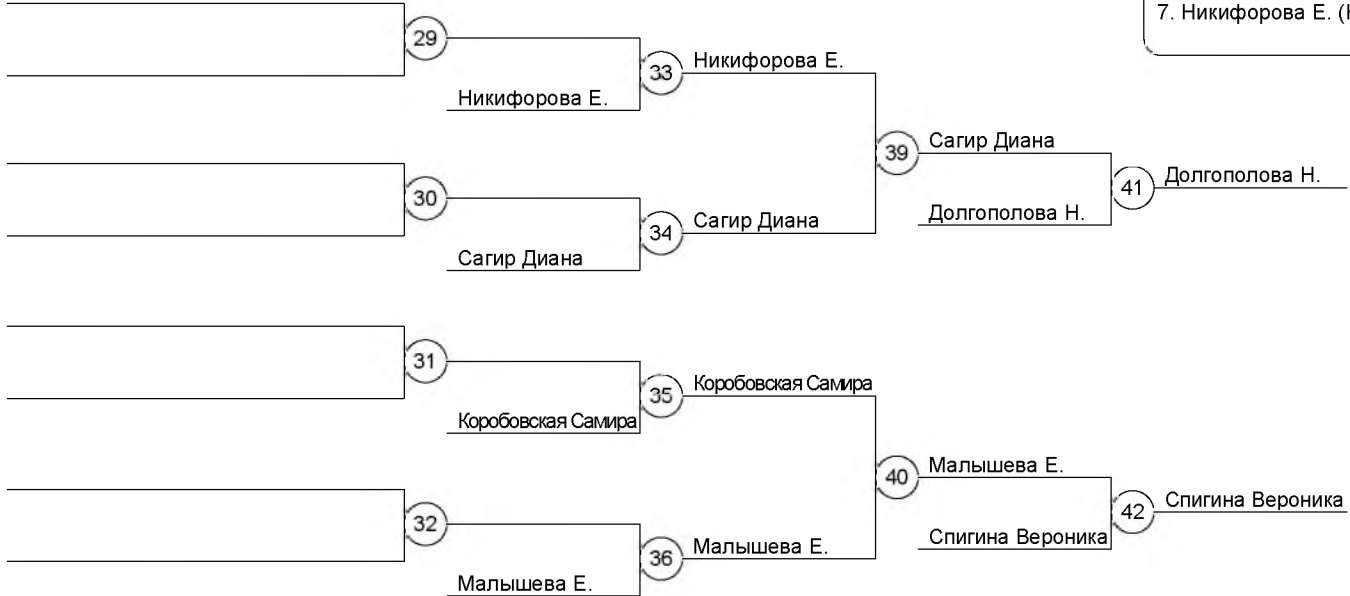 7. Никифорова Е. (
29
33
Никифорова Е.
Никифорова Е.
39
Сагир Диана
41
Долгополова Н.
30
34
Сагир Диана
Долгополова Н.
Сагир Диана
31
35
Коробовская Самира
Коробовская Самира
40
Малышева Е.
42
Спигина Вероника
32
36
Малышева Е.
Спигина Вероника
Малышева Е.